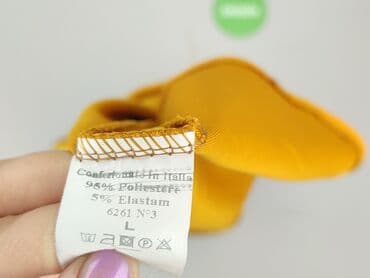 Confezionato in Italia
95% Poliestere
5% Elastam
6261 N°3
L